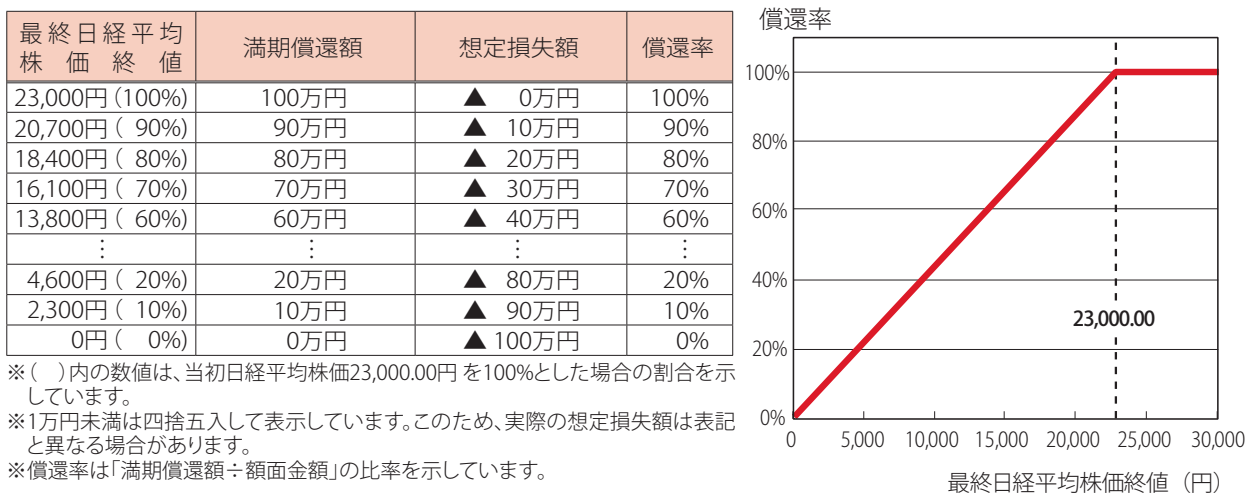 最終日経平均株価終値 満期償還額 想定損失額 償還率
23,000円(100%) 100万円 ▲ 0万円 100%
20,700円( 90%) 90万円 ▲ 10万円 90%
18,400円( 80%) 80万円 ▲ 20万円 80%
16,100円( 70%) 70万円 ▲ 30万円 70%
13,800円( 60%) 60万円 ▲ 40万円 60%
⋮ ⋮ ⋮ ⋮
4,600円( 20%) 20万円 ▲ 80万円 20%
2,300円( 10%) 10万円 ▲ 90万円 10%
0円( 0%) 0万円 ▲ 100万円 0%
※( )内の数値は、当初日経平均株価23,000.00円 を100%とした場合の割合を示
しています。
※1万円未満は四捨五入して表示しています。このため、実際の想定損失額は表記
と異なる場合があります。
※償還率は「満期償還額÷額面金額」の比率を示しています。
償還率
100%
80%
60%
40%
20%
0%
23,000.00
0 5,000 10,000 15,000 20,000 25,000 30,000
最終日経平均株価終値(円)